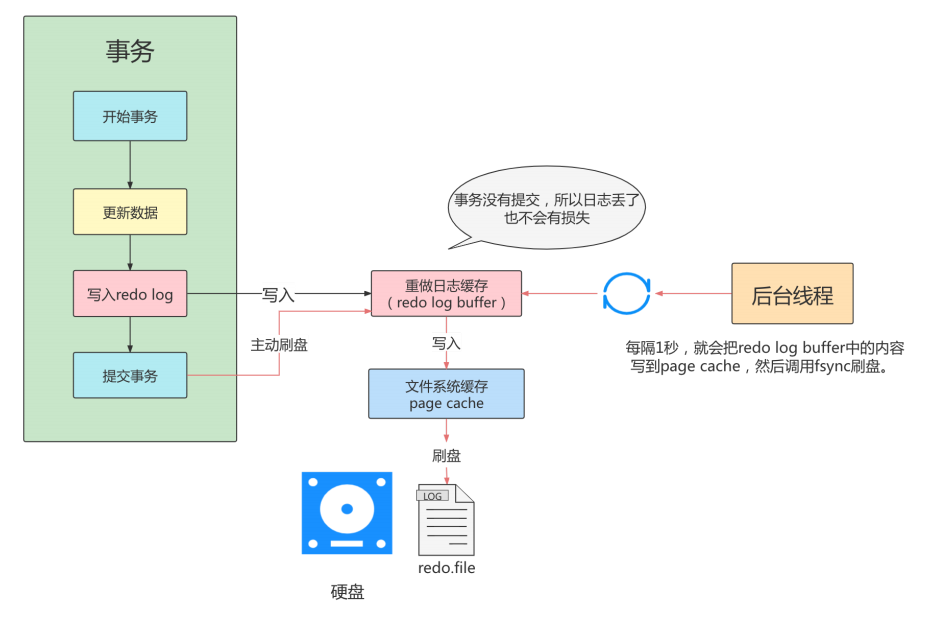 事务
开始事务
更新数据
写入redo log
提交事务
写入
主动刷盘
事务没有提交，所以日志丢了
也不会有损失
重做日志缓存
（redo log buffer）
写入
文件系统缓存
page cache
刷盘
LOG
redo.file
硬盘
后台线程
每隔1秒，就会把redo log buffer中的内容
写到page cache，然后调用fsync刷盘。